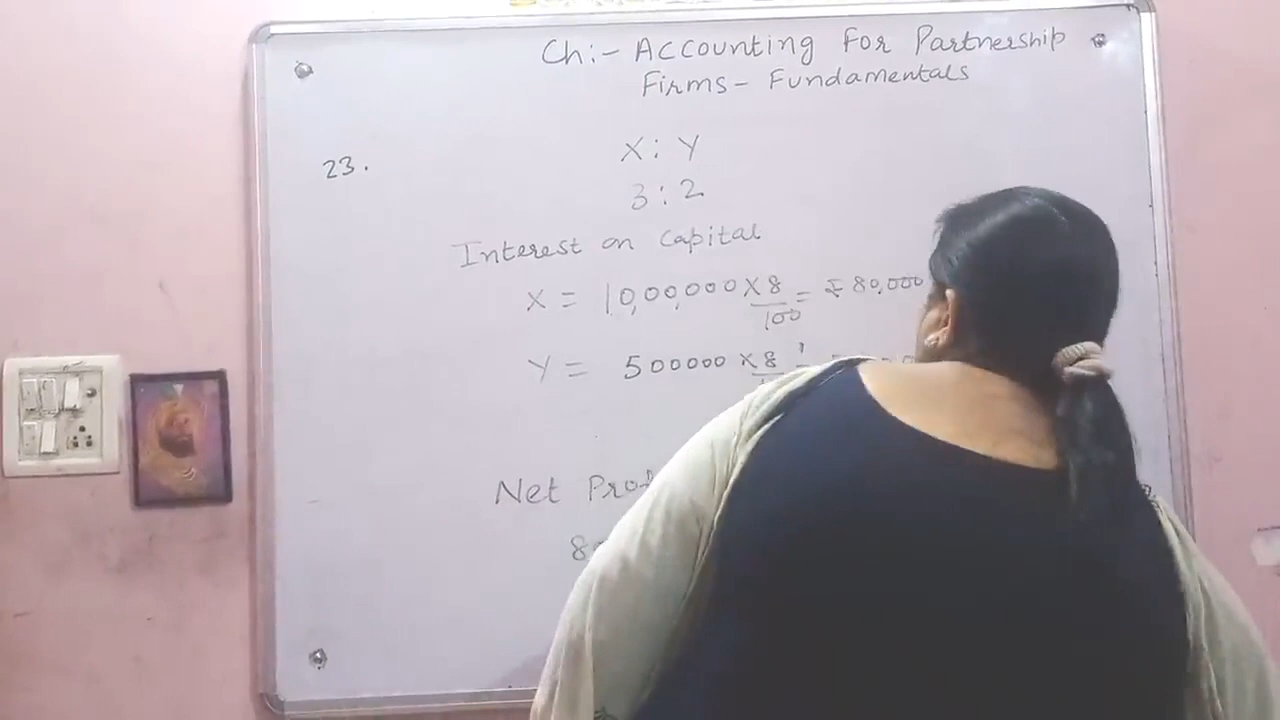 Ch:- Accounting For Partnership
Firms- Fundamentals
23.
X : Y
3 : 2
Interest on Capital
X = 10,00,000 X 8/100 = ₹ 80,000
Y = 500000 X 8
Net